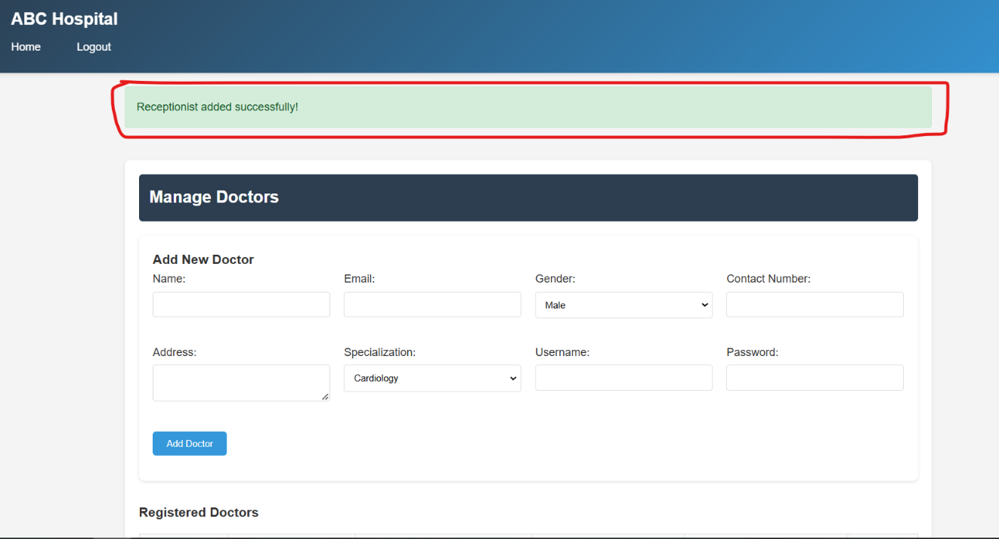 ABC Hospital
Home Logout
Receptionist added successfully!
Manage Doctors
Add New Doctor
Name: Email: Gender: Contact Number:
Male
Address: Specialization: Username: Password:
Cardiology
Add Doctor
Registered Doctors